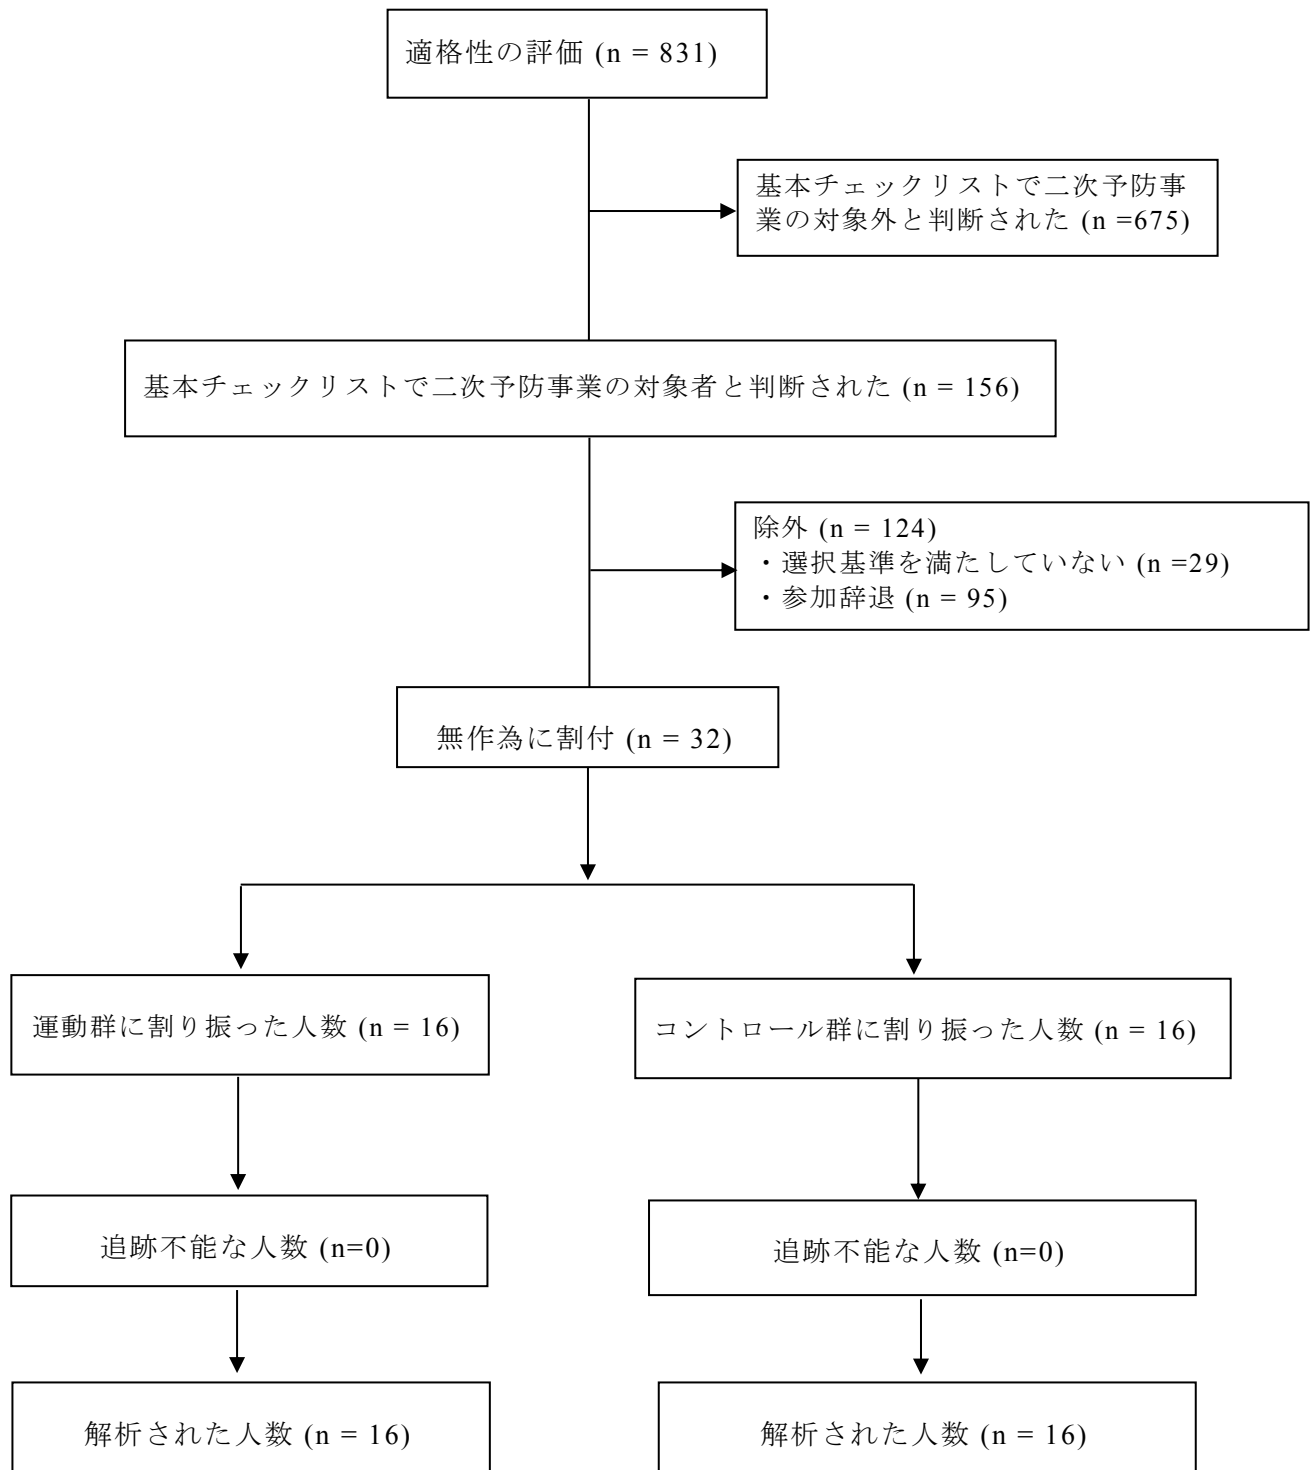 適格性の評価 (n = 831)
基本チェックリストで二次予防事
業の対象外と判断された (n =675)
基本チェックリストで二次予防事業の対象者と判断された (n = 156)
除外 (n = 124)
・選択基準を満たしていない (n =29)
・参加辞退 (n = 95)
無作為に割付 (n = 32)
運動群に割り振った人数 (n = 16)
コントロール群に割り振った人数 (n = 16)
追跡不能な人数 (n=0)
追跡不能な人数 (n=0)
解析された人数 (n = 16)
解析された人数 (n = 16)